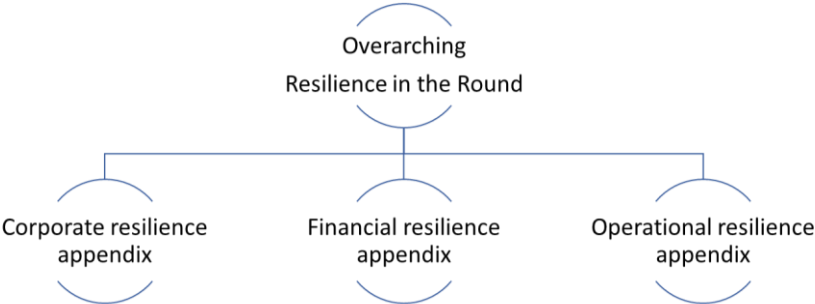 Overarching
Resilience in the Round
Corporate resilience
appendix
Financial resilience
appendix
Operational resilience
appendix